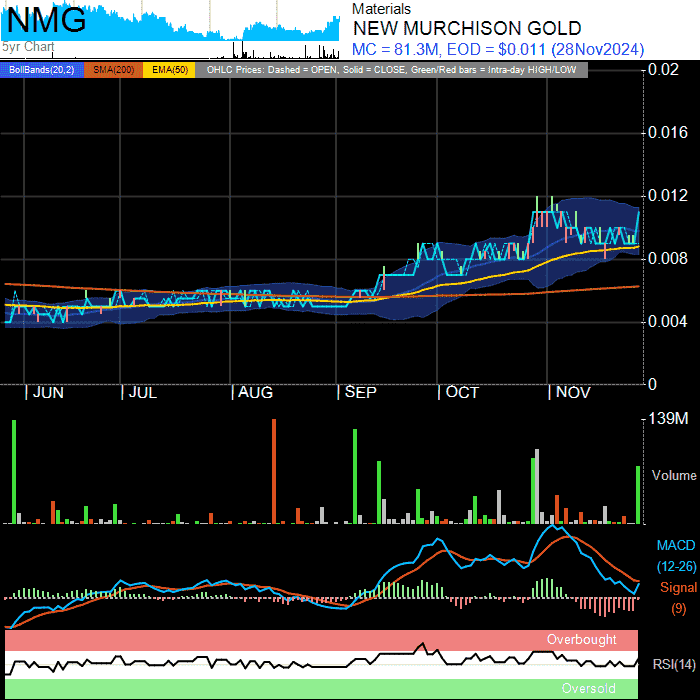 NMG
5yr Chart
Materials
NEW MURCHISON GOLD
MC = 81.3M, EOD = $0.011 (28Nov2024)
BollBands(20,2) SMA(200) EMA(50) OHLC Prices: Dashed = OPEN, Solid = CLOSE, Green/Red bars = Intra-day HIGH/LOW
0.02
0.016
0.012
0.008
0.004
0
JUN JUL AUG SEP OCT NOV
139M
Volume
MACD
(12-26)
Signal
(9)
Overbought
RSI(14)
Oversold